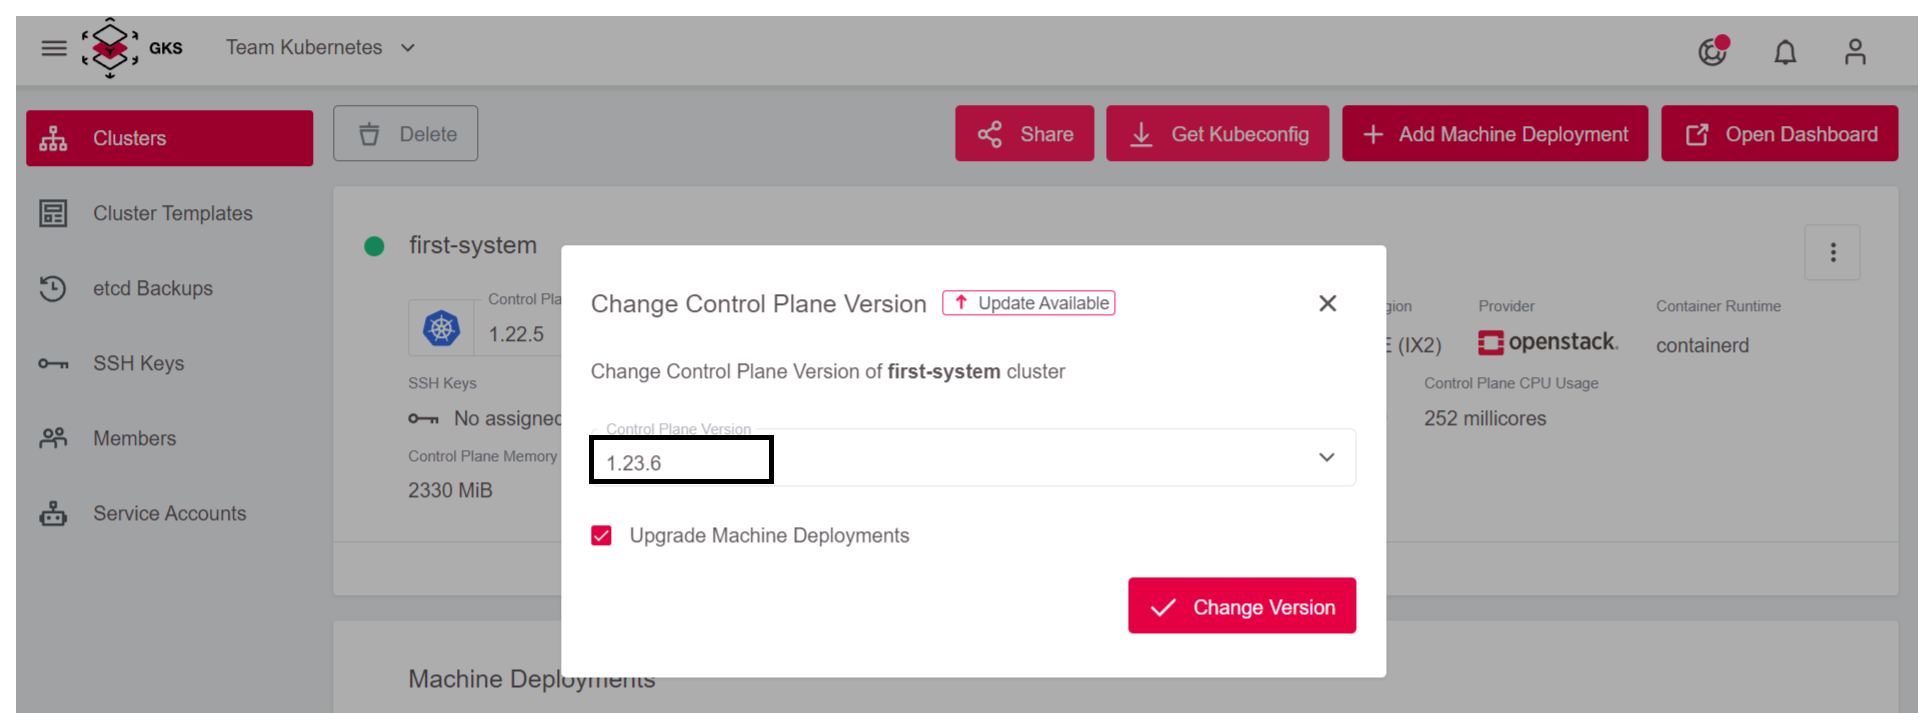 GKS
Team Kubernetes
Clusters
Cluster Templates
etcd Backups
SSH Keys
Members
Service Accounts
Delete
Share
Get Kubeconfig
Add Machine Deployment
Open Dashboard
first-system
Control Pla
1.22.5
SSH Keys
No assigned
Control Plane Memory
2330 MiB
gion
E (IX2)
Provider
openstack.
Container Runtime
containerd
Control Plane CPU Usage
252 millicores
Change Control Plane Version
Update Available
Change Control Plane Version of first-system cluster
Control Plane Version
1.23.6
Upgrade Machine Deployments
Change Version
Machine Deployments